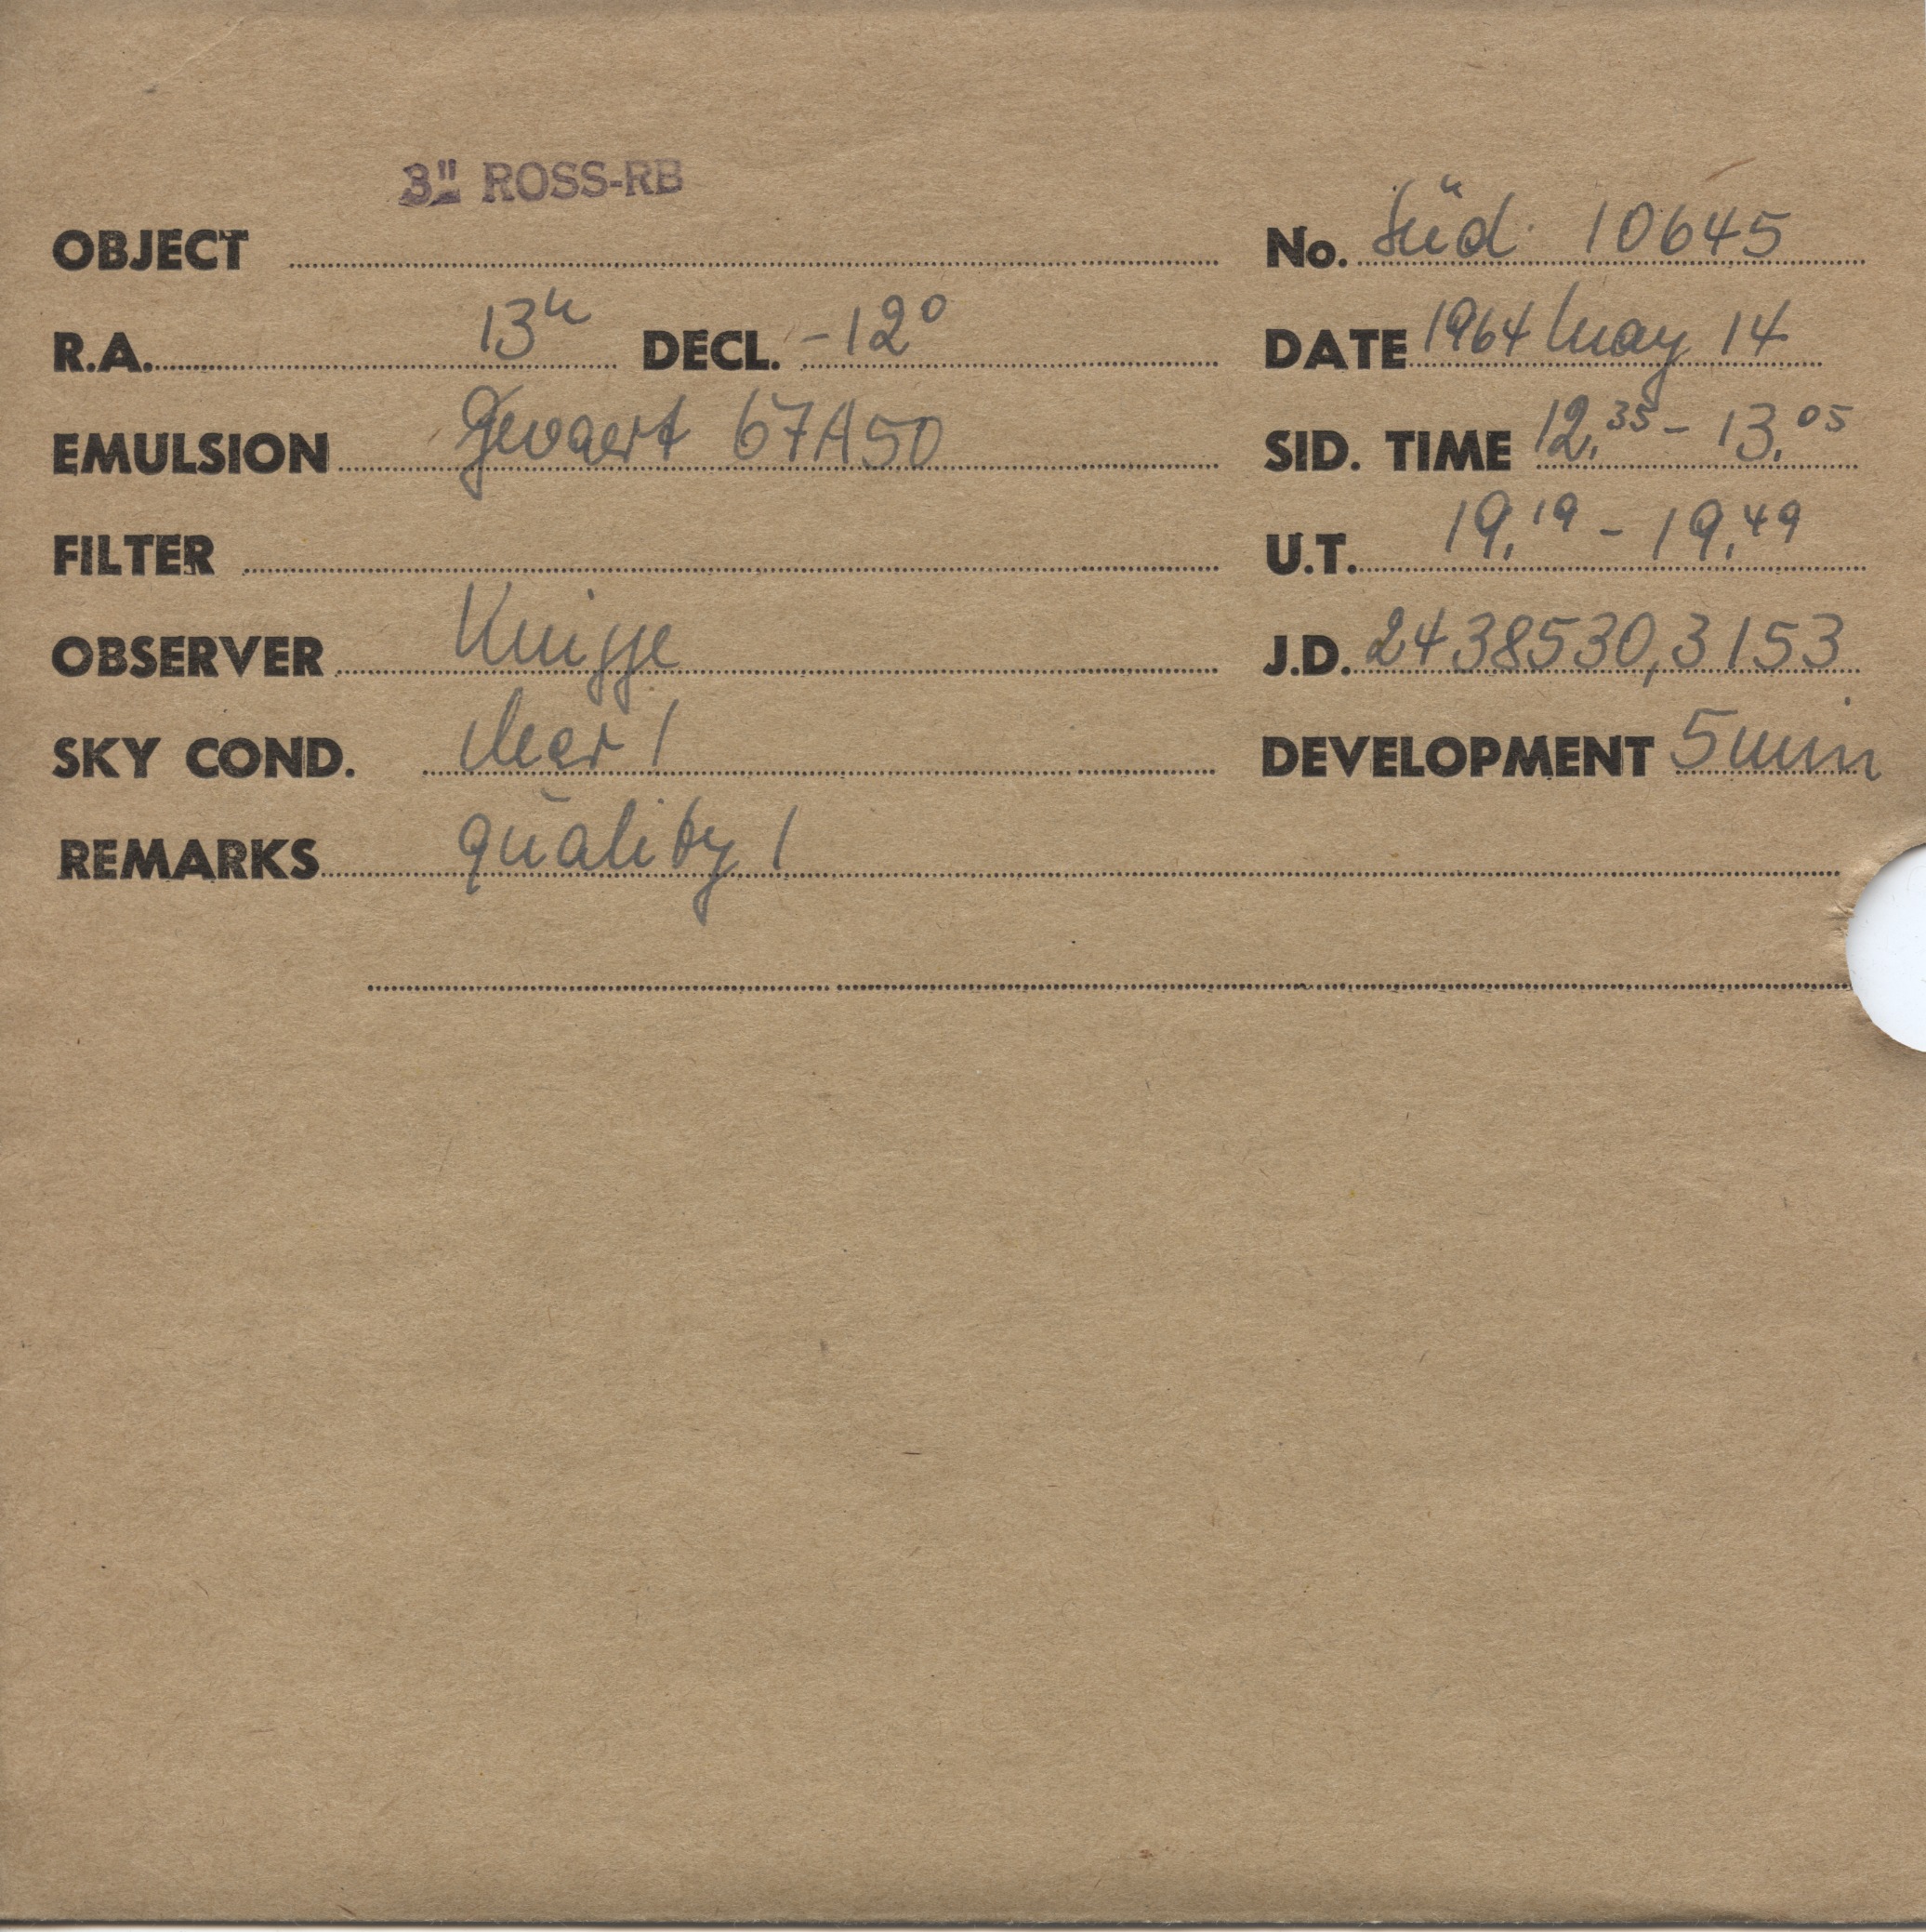 3" ROSS-RB
OBJECT No. Süd. 10645
R.A. 13h DECL. -12° DATE 1964 May 14
EMULSION Gevaert 67A50 SID. TIME 12.35 - 13.05
FILTER U.T. 19.19 - 19.49
OBSERVER Knigge J.D. 2438530,3153
SKY COND. clear 1 DEVELOPMENT 5 min
REMARKS quality 1